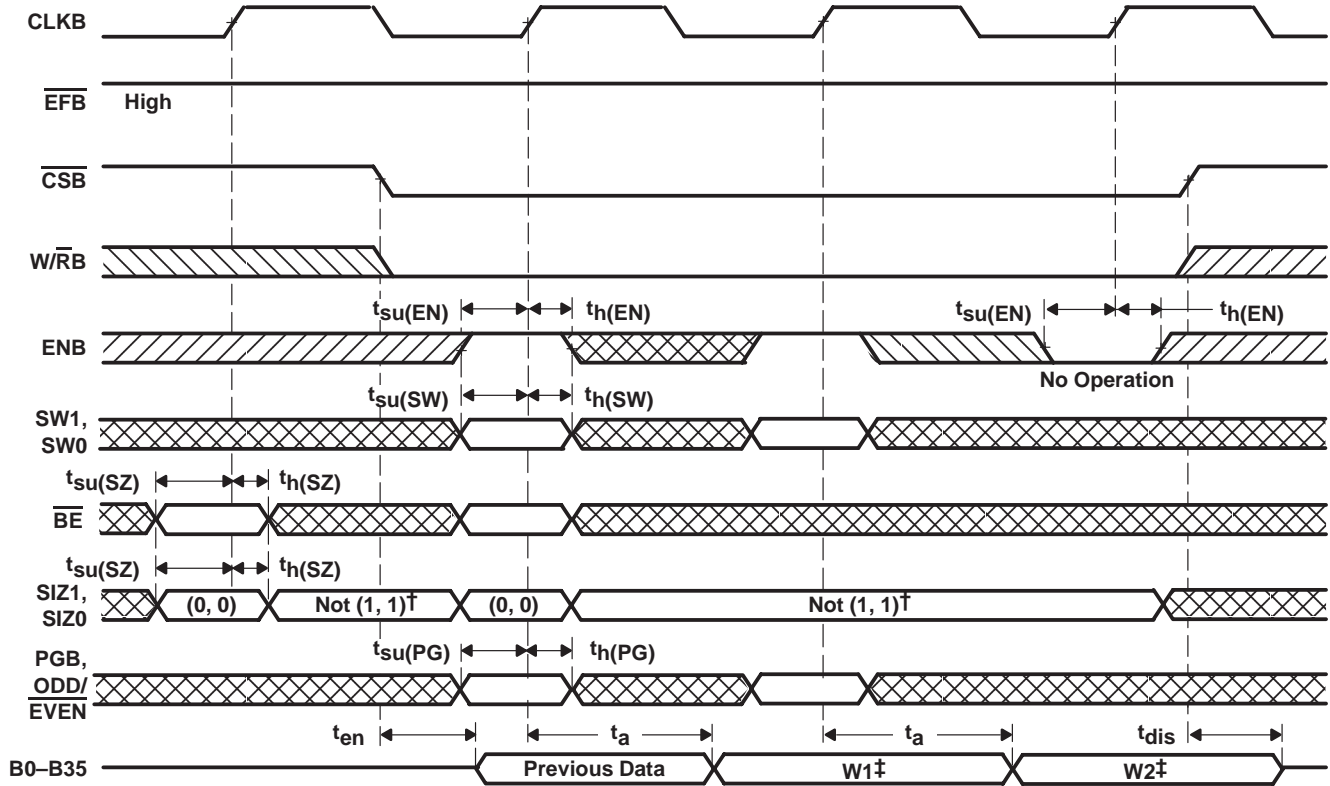 CLKB
EFB High
CSB
W/RB
tsu(EN) th(EN) tsu(EN) th(EN)
ENB
No Operation
tsu(SW) th(SW)
SW1,
SW0
tsu(SZ) th(SZ)
BE
tsu(SZ) th(SZ)
SIZ1,
SIZ0
(0, 0) Not (1, 1)† (0, 0) Not (1, 1)†
tsu(PG) th(PG)
PGB,
ODD/
EVEN
ten ta ta tdis
B0–B35 Previous Data W1‡ W2‡